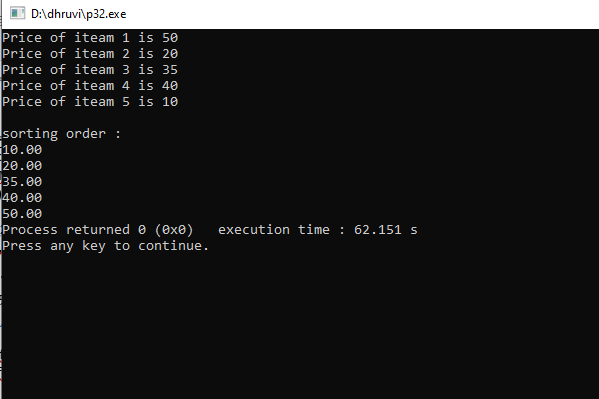 D:\dhruvi\p32.exe
Price of iteam 1 is 50
Price of iteam 2 is 20
Price of iteam 3 is 35
Price of iteam 4 is 40
Price of iteam 5 is 10
sorting order :
10.00
20.00
35.00
40.00
50.00
Process returned 0 (0x0)   execution time : 62.151 s
Press any key to continue.